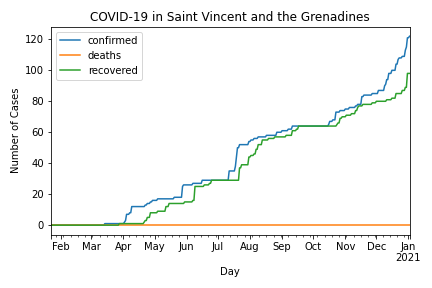 COVID-19 in Saint Vincent and the Grenadines
confirmed
deaths
recovered
Number of Cases
120
100
80
60
40
20
0
Feb Mar Apr May Jun Jul Aug Sep Oct Nov Dec Jan
2021
Day